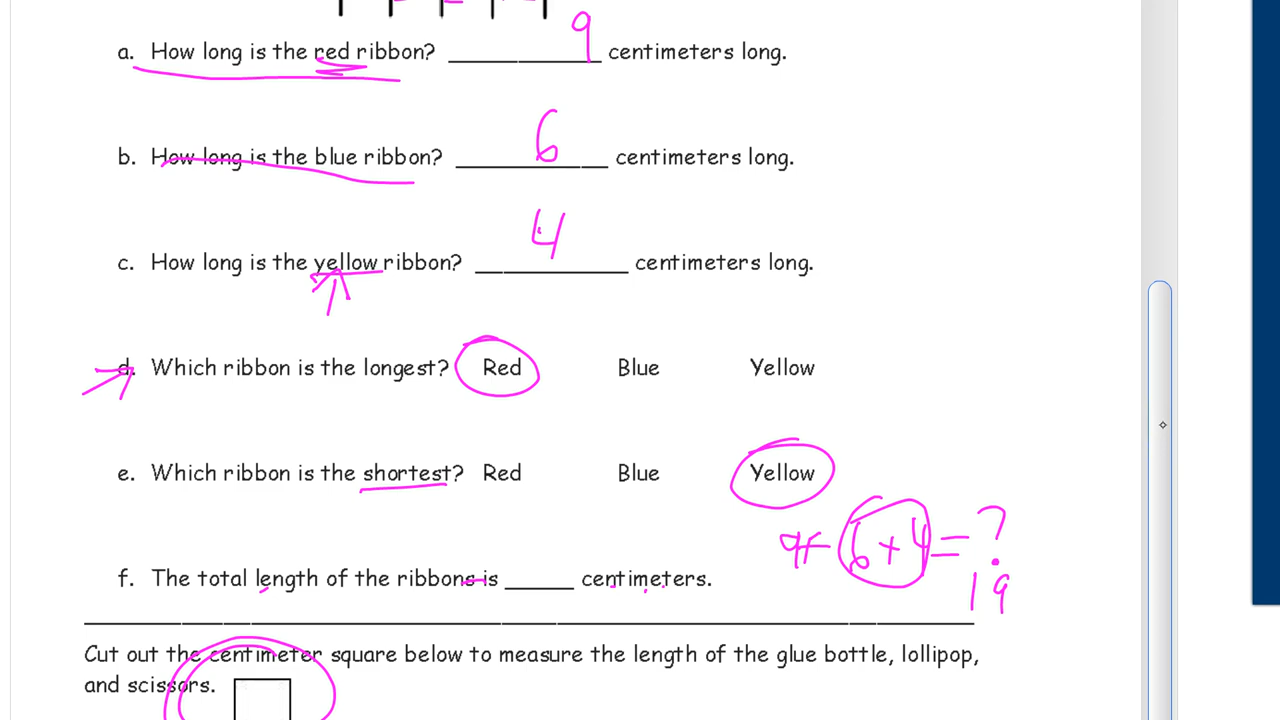 a. How long is the red ribbon? ____________ 9 centimeters long.
b. How long is the blue ribbon? ____________ 6 centimeters long.
c. How long is the yellow ribbon? ____________ 4 centimeters long.
d. Which ribbon is the longest? Red Blue Yellow
e. Which ribbon is the shortest? Red Blue Yellow
9+ 6+4 = ?
19
f. The total length of the ribbons is _____ centimeters.
Cut out the centimeter square below to measure the length of the glue bottle, lollipop,
and scissors.